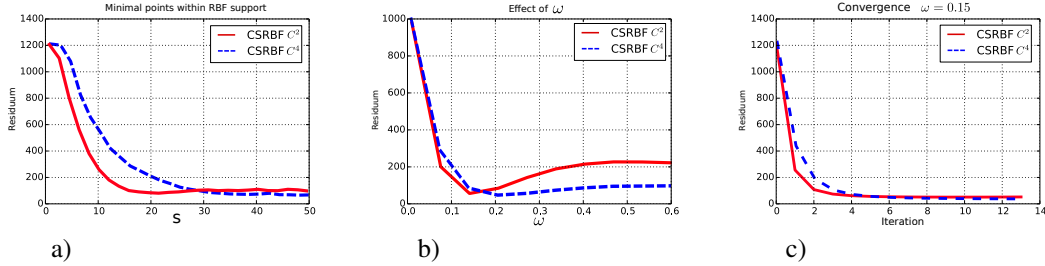 Minimal points within RBF support
1400
1200
1000
800
600
400
200
0
Residuum
0 10 20 30 40 50
S
CSRBF C²
CSRBF C⁴
a)
Effect of ω
1000
800
600
400
200
0
Residuum
0.0 0.1 0.2 0.3 0.4 0.5 0.6
ω
CSRBF C²
CSRBF C⁴
b)
Convergence ω = 0.15
1400
1200
1000
800
600
400
200
0
Residuum
0 2 4 6 8 10 12 14
Iteration
CSRBF C²
CSRBF C⁴
c)